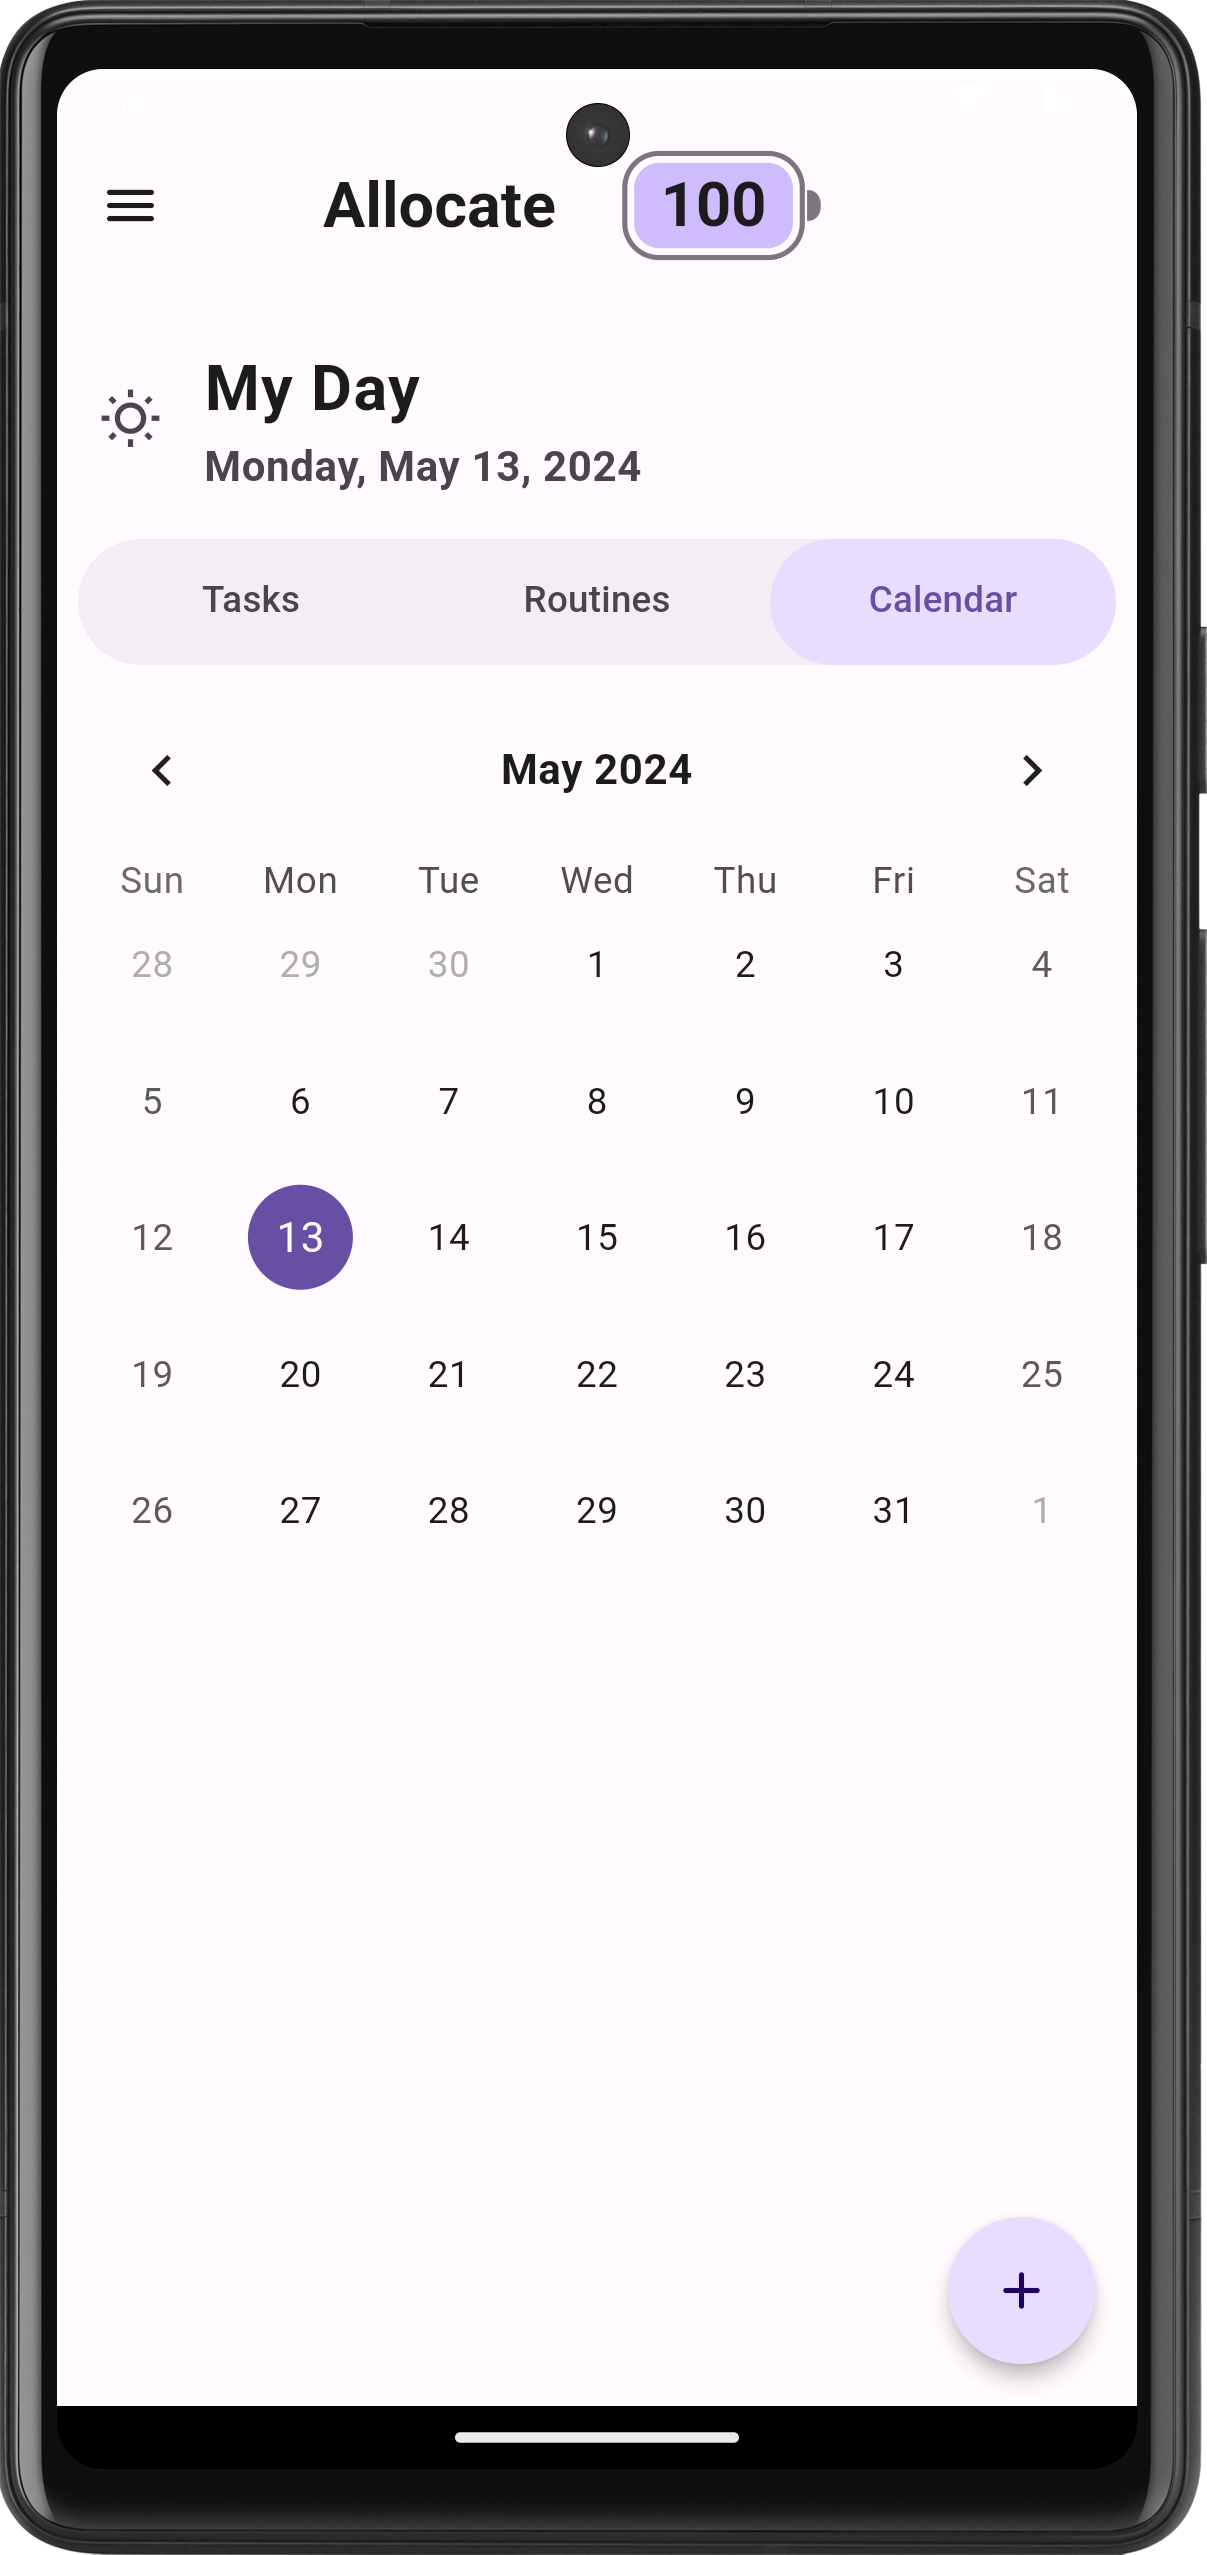 Allocate 100
My Day
Monday, May 13, 2024
Tasks Routines Calendar
May 2024
Sun Mon Tue Wed Thu Fri Sat
28 29 30 1 2 3 4
5 6 7 8 9 10 11
12 13 14 15 16 17 18
19 20 21 22 23 24 25
26 27 28 29 30 31 1